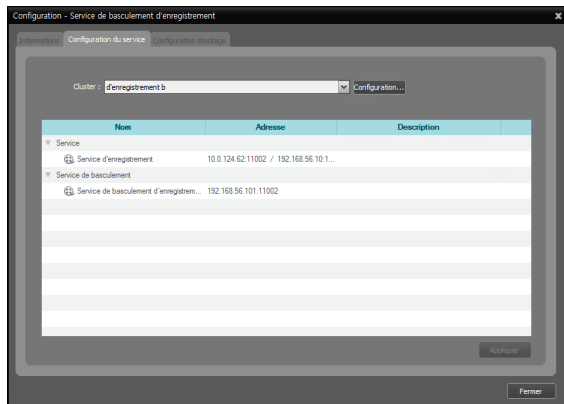 Configuration - Service de basculement d'enregistrement
x
Informations Configuration du service Configuration stockage
Cluster : d'enregistrement b Configuration...
Nom Adresse Description
Service
Service d'enregistrement 10.0.124.62:11002 / 192.168.56.10:1...
Service de basculement
Service de basculement d'enregistrem... 192.168.56.101:11002
Appliquer
Fermer